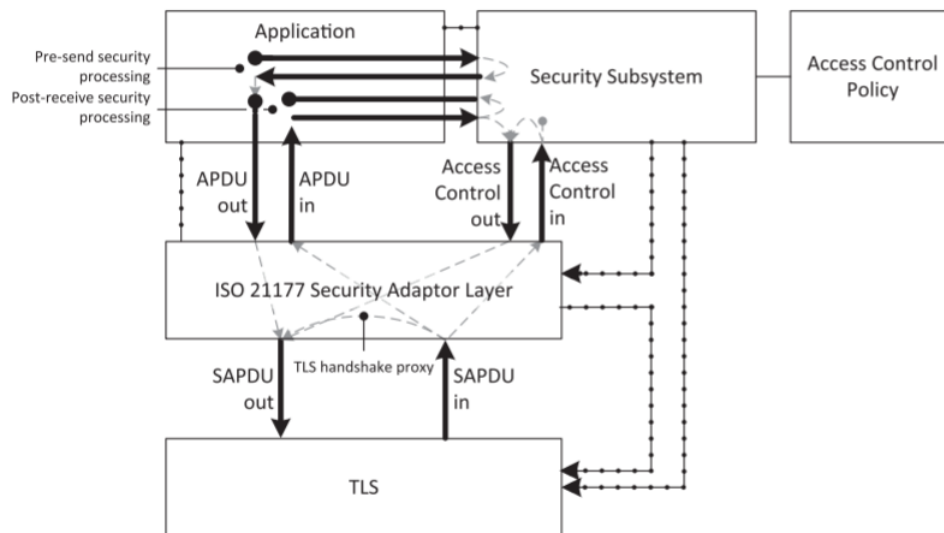 Application
Pre-send security
processing
Post-receive security
processing
Security Subsystem
Access Control
Policy
APDU
out
APDU
in
Access
Control
out
Access
Control
in
ISO 21177 Security Adaptor Layer
TLS handshake proxy
SAPDU
out
SAPDU
in
TLS